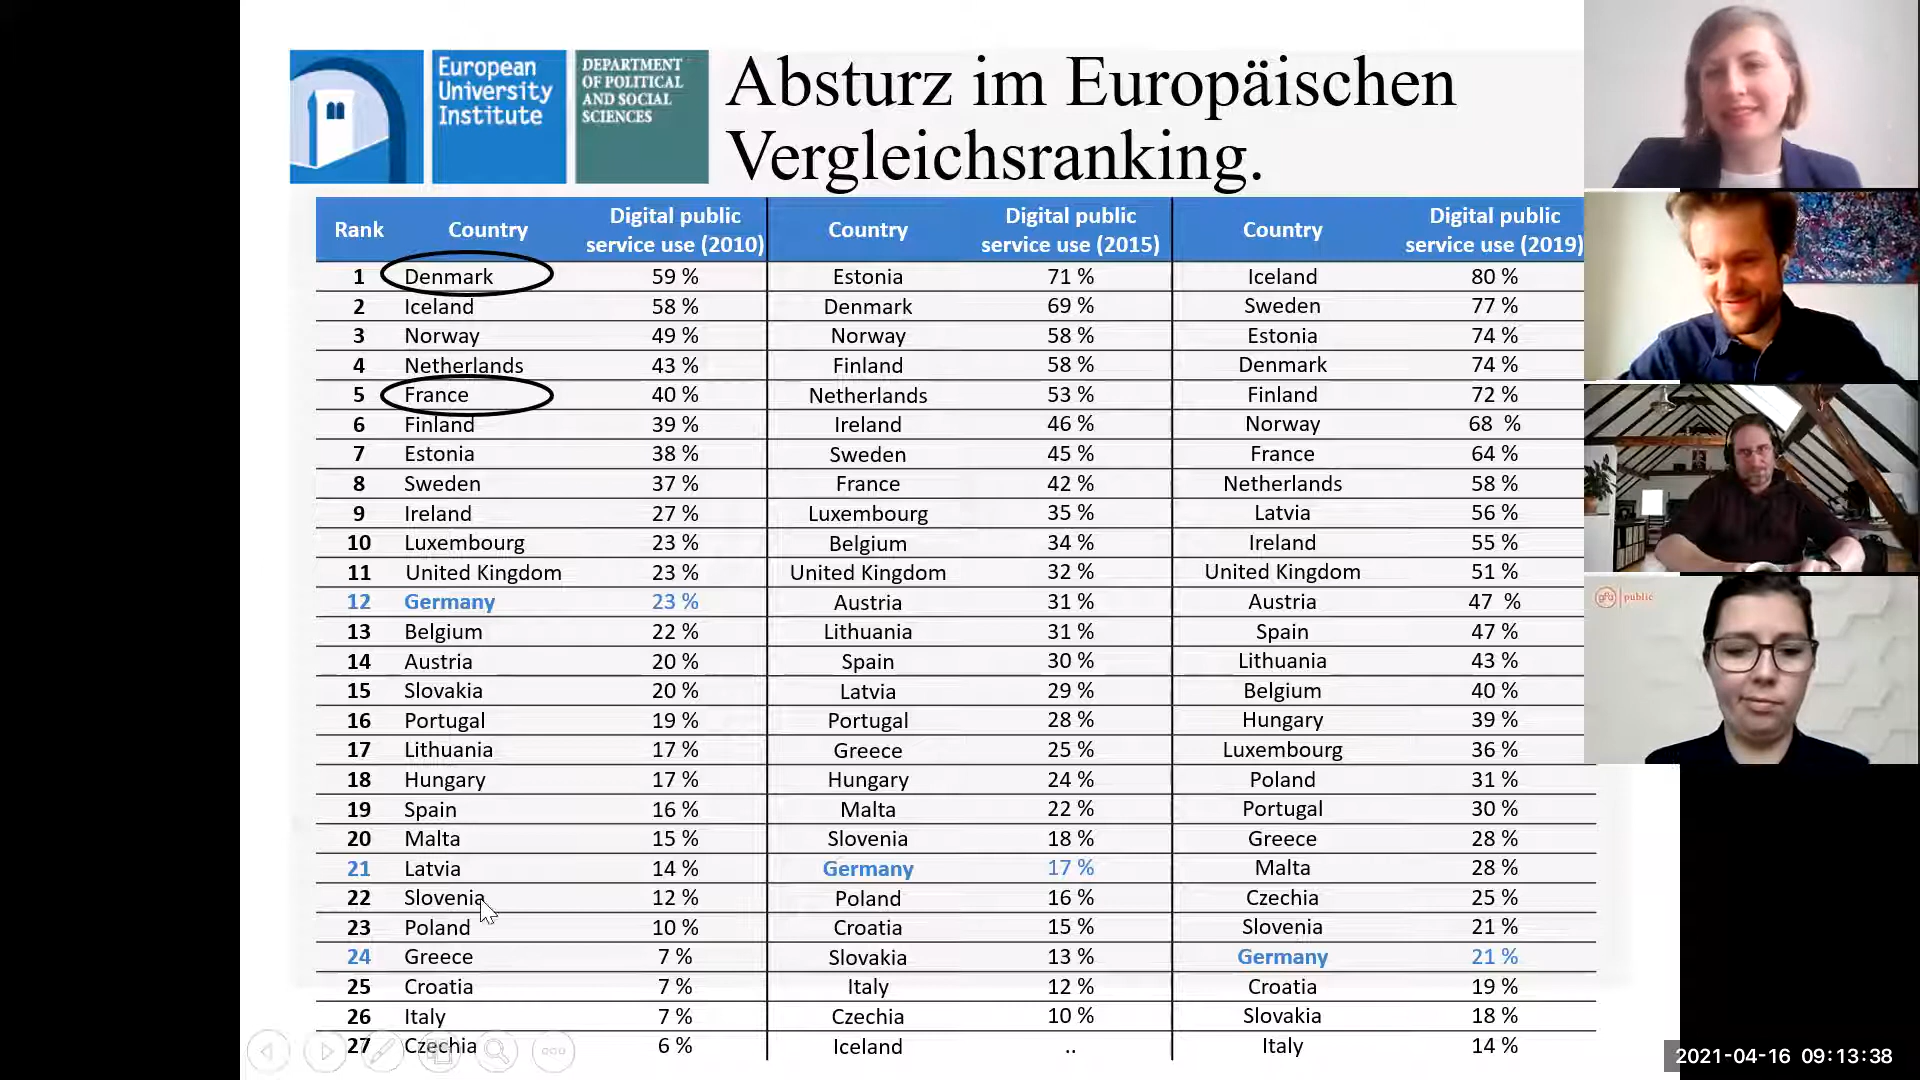 European
University
Institute
DEPARTMENT
OF POLITICAL
AND SOCIAL
SCIENCES
Absturz im Europäischen
Vergleichsranking.
Rank Country Digital public service use (2010) Country Digital public service use (2015) Country Digital public service use (2019)
1 Denmark 59 % Estonia 71 % Iceland 80 %
2 Iceland 58 % Denmark 69 % Sweden 77 %
3 Norway 49 % Norway 58 % Estonia 74 %
4 Netherlands 43 % Finland 58 % Denmark 74 %
5 France 40 % Netherlands 53 % Finland 72 %
6 Finland 39 % Ireland 46 % Norway 68 %
7 Estonia 38 % Sweden 45 % France 64 %
8 Sweden 37 % France 42 % Netherlands 58 %
9 Ireland 27 % Luxembourg 35 % Latvia 56 %
10 Luxembourg 23 % Belgium 34 % Ireland 55 %
11 United Kingdom 23 % United Kingdom 32 % United Kingdom 51 %
12 Germany 23 % Austria 31 % Austria 47 %
13 Belgium 22 % Lithuania 31 % Spain 47 %
14 Austria 20 % Spain 30 % Lithuania 43 %
15 Slovakia 20 % Latvia 29 % Belgium 40 %
16 Portugal 19 % Portugal 28 % Hungary 39 %
17 Lithuania 17 % Greece 25 % Luxembourg 36 %
18 Hungary 17 % Hungary 24 % Poland 31 %
19 Spain 16 % Malta 22 % Portugal 30 %
20 Malta 15 % Slovenia 18 % Greece 28 %
21 Latvia 14 % Germany 17 % Malta 28 %
22 Slovenia 12 % Poland 16 % Czechia 25 %
23 Poland 10 % Croatia 15 % Slovenia 21 %
24 Greece 7 % Slovakia 13 % Germany 21 %
25 Croatia 7 % Italy 12 % Croatia 19 %
26 Italy 7 % Czechia 10 % Slovakia 18 %
27 Czechia 6 % Iceland .. Italy 14 %
public
2021-04-16 09:13:38